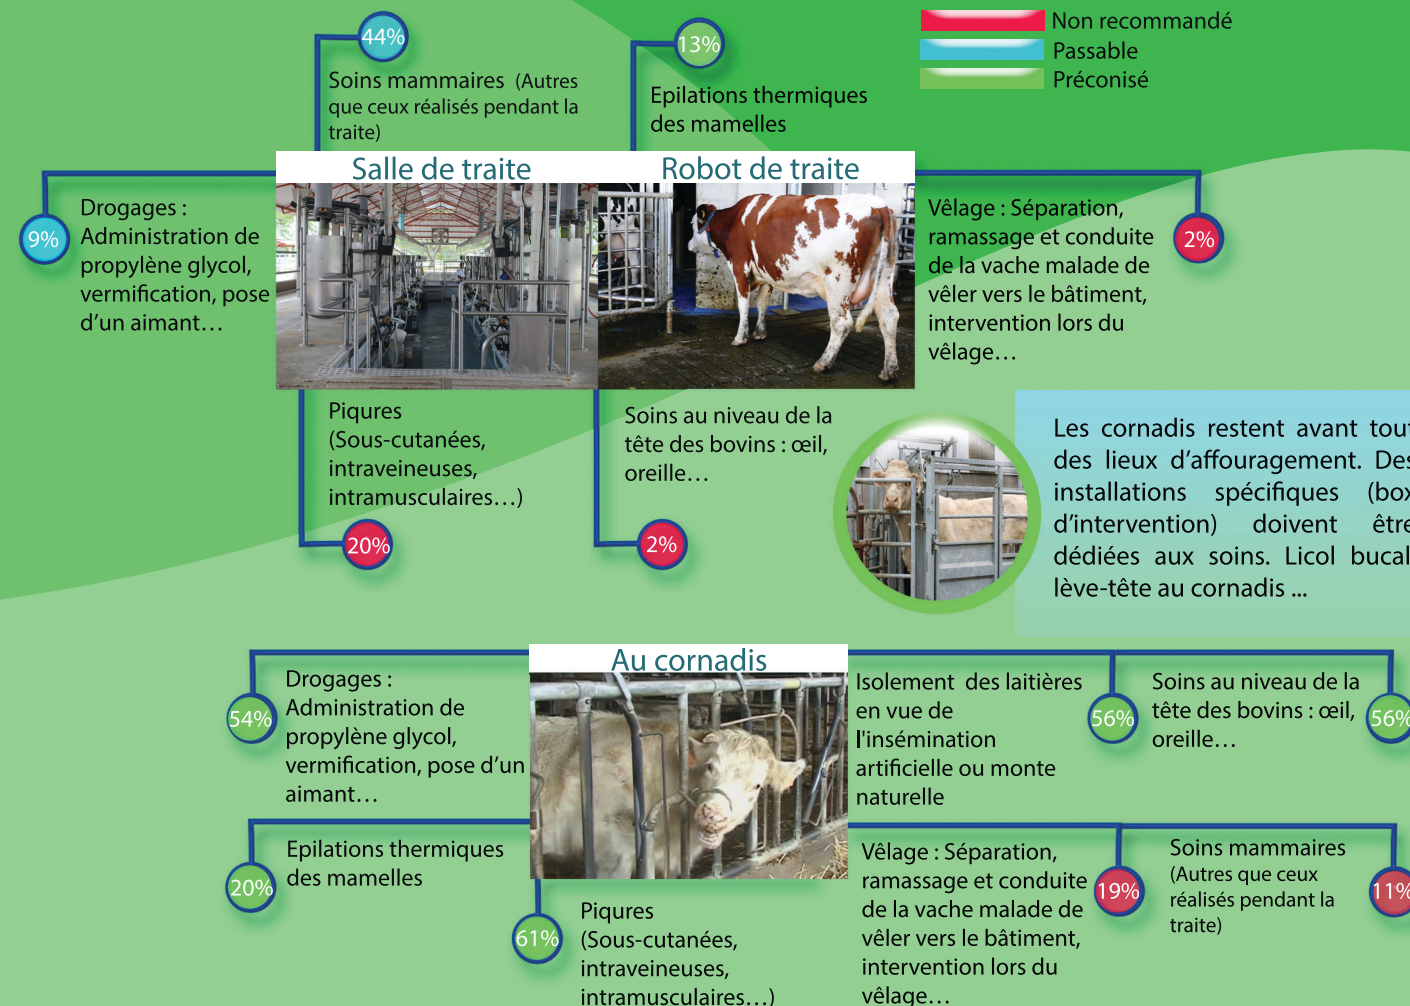 Non recommandé
Passable
Préconisé
44%
Soins mammaires (Autres
que ceux réalisés pendant la
traite)
13%
Epilations thermiques
des mamelles
Salle de traite
Robot de traite
9%
Drogages :
Administration de
propylène glycol,
vermification, pose
d'un aimant…
Vêlage : Séparation,
ramassage et conduite
de la vache malade de
vêler vers le bâtiment,
intervention lors du
vêlage…
2%
Piqures
(Sous-cutanées,
intraveineuses,
intramusculaires…)
20%
Soins au niveau de la
tête des bovins : œil,
oreille…
2%
Les cornadis restent avant tout
des lieux d'affouragement. Des
installations spécifiques (box
d'intervention) doivent être
dédiées aux soins. Licol bucal
lève-tête au cornadis ...
Au cornadis
54%
Drogages :
Administration de
propylène glycol,
vermification, pose d'un
aimant…
Isolement des laitières
en vue de
l'insémination
artificielle ou monte
naturelle
56%
Soins au niveau de la
tête des bovins : œil,
oreille…
56%
20%
Epilations thermiques
des mamelles
61%
Piqures
(Sous-cutanées,
intraveineuses,
intramusculaires…)
Vêlage : Séparation,
ramassage et conduite
de la vache malade de
vêler vers le bâtiment,
intervention lors du
vêlage…
19%
Soins mammaires
(Autres que ceux
réalisés pendant la
traite)
11%